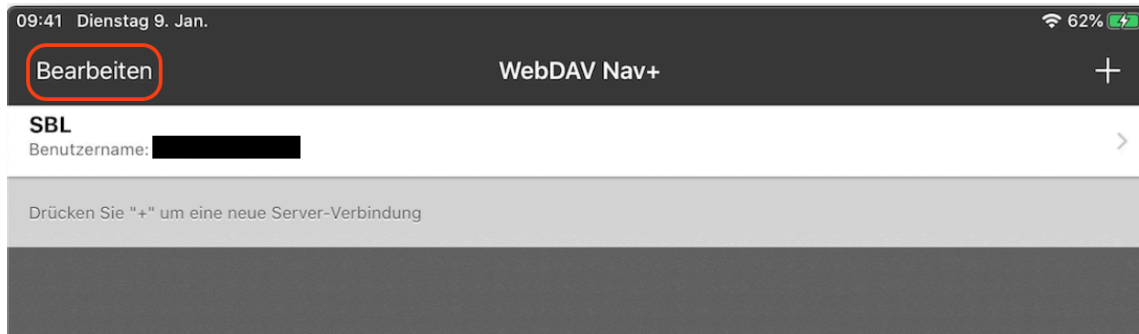 09:41 Dienstag 9. Jan. 62%
Bearbeiten WebDAV Nav+ +
SBL
Benutzername:
Drücken Sie "+" um eine neue Server-Verbindung